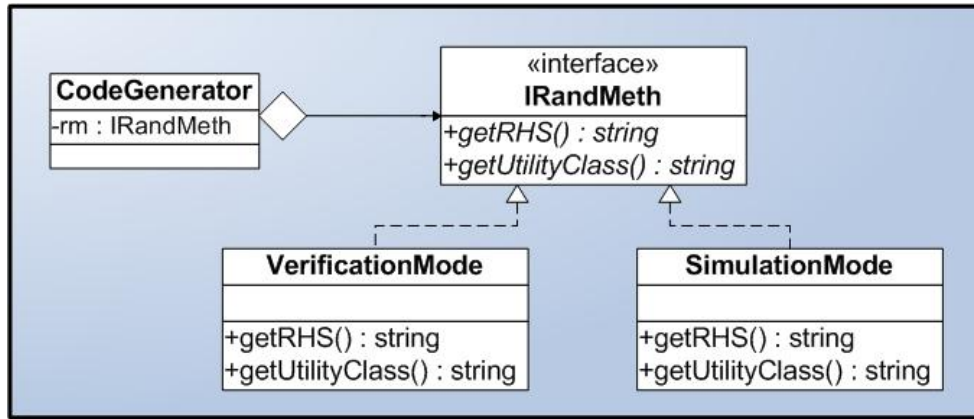 CodeGenerator
-rm : IRandMeth
«interface»
IRandMeth
+getRHS() : string
+getUtilityClass() : string
VerificationMode
+getRHS() : string
+getUtilityClass() : string
SimulationMode
+getRHS() : string
+getUtilityClass() : string